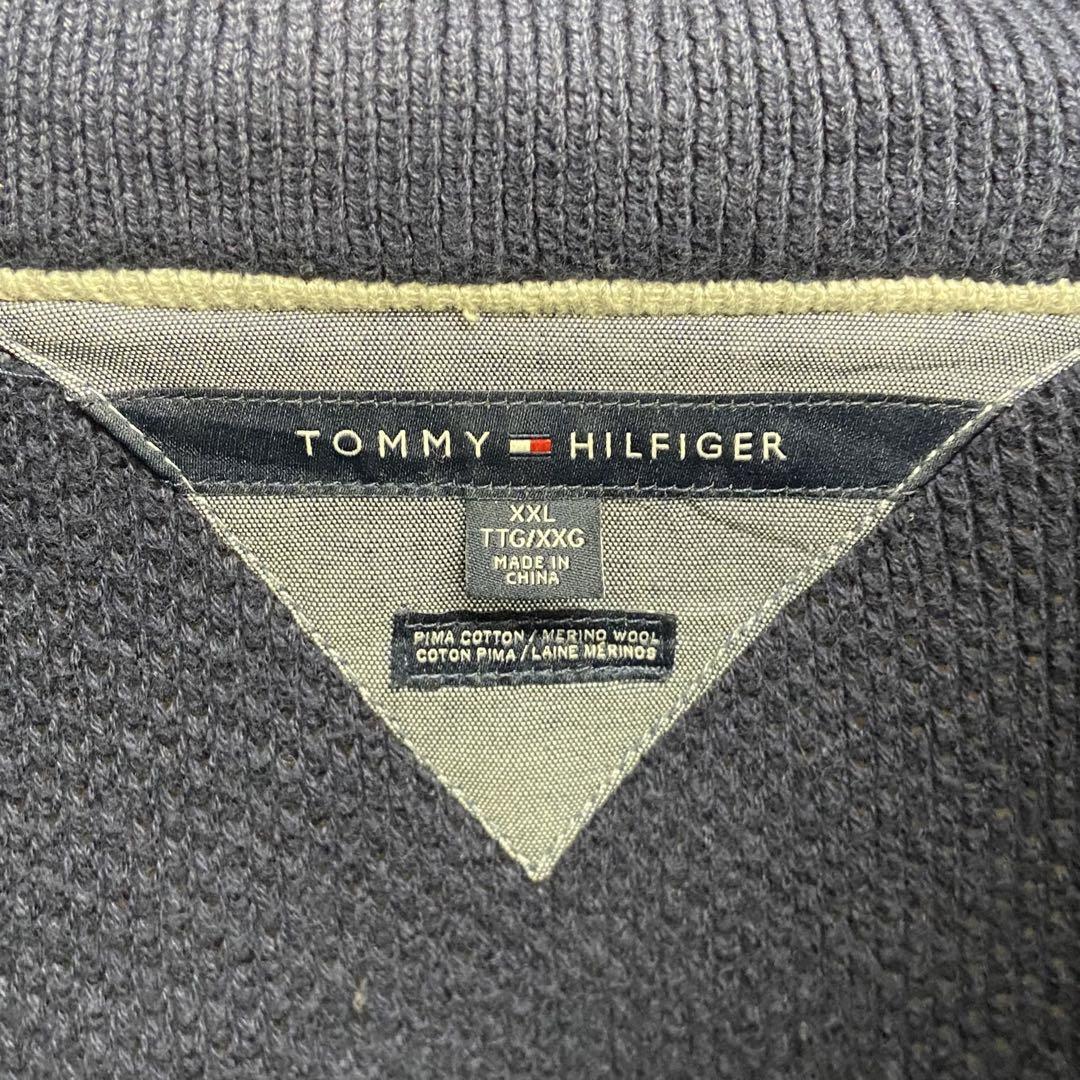 TOMMY HILFIGER
XXL
TTG/XXG
MADE IN
CHINA
PIMA COTTON / MERINO WOOL
COTON PIMA / LAINE MÉRINOS